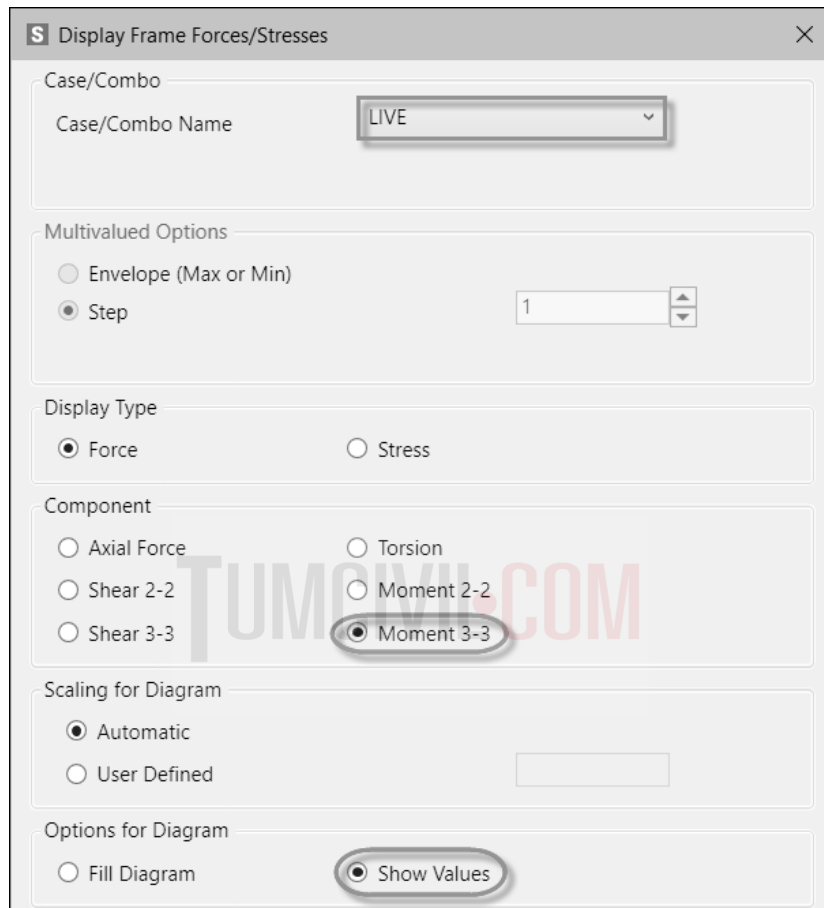 S Display Frame Forces/Stresses
Case/Combo
Case/Combo Name
LIVE
Multivalued Options
Envelope (Max or Min)
Step
1
Display Type
Force
Stress
Component
Axial Force
Torsion
Shear 2-2
Moment 2-2
Shear 3-3
Moment 3-3
TUMCIVIL.COM
Scaling for Diagram
Automatic
User Defined
Options for Diagram
Fill Diagram
Show Values